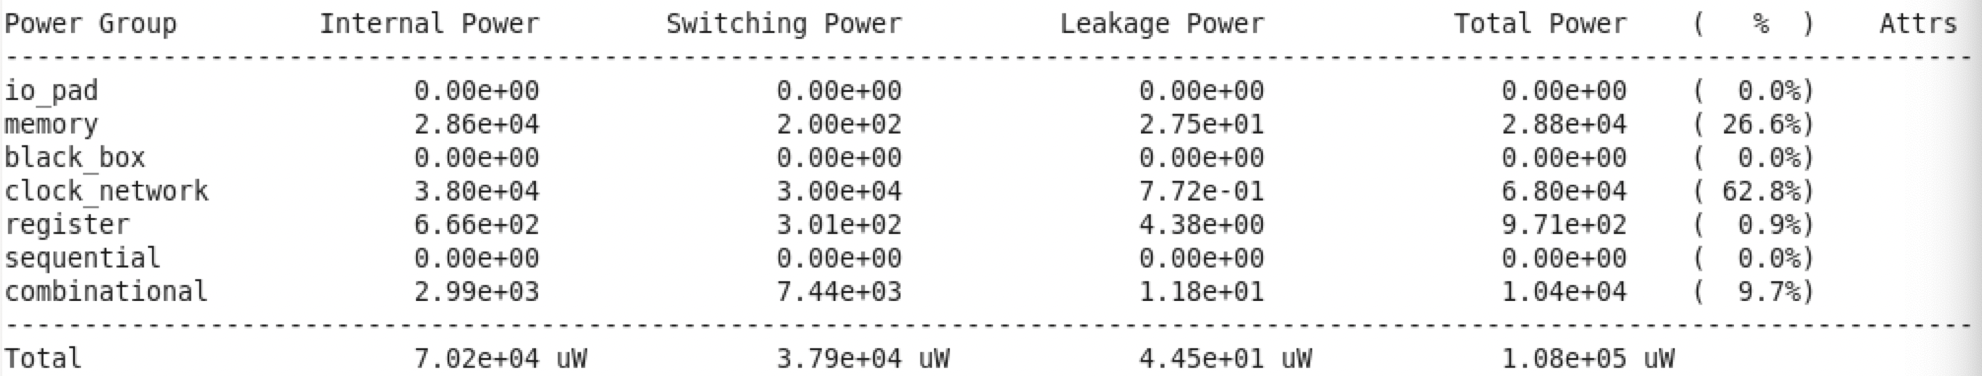 Power Group Internal Power Switching Power Leakage Power Total Power ( % ) Attrs
--------------------------------------------------------------------------------
io_pad 0.00e+00 0.00e+00 0.00e+00 0.00e+00 ( 0.0%)
memory 2.86e+04 2.00e+02 2.75e+01 2.88e+04 ( 26.6%)
black_box 0.00e+00 0.00e+00 0.00e+00 0.00e+00 ( 0.0%)
clock_network 3.80e+04 3.00e+04 7.72e-01 6.80e+04 ( 62.8%)
register 6.66e+02 3.01e+02 4.38e+00 9.71e+02 ( 0.9%)
sequential 0.00e+00 0.00e+00 0.00e+00 0.00e+00 ( 0.0%)
combinational 2.99e+03 7.44e+03 1.18e+01 1.04e+04 ( 9.7%)
--------------------------------------------------------------------------------
Total 7.02e+04 uW 3.79e+04 uW 4.45e+01 uW 1.08e+05 uW